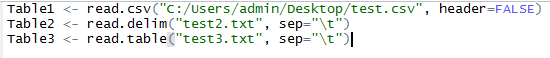 Table1 <- read.csv("C:/Users/admin/Desktop/test.csv", header=FALSE)
Table2 <- read.delim("test2.txt", sep="\t")
Table3 <- read.table("test3.txt", sep="\t")